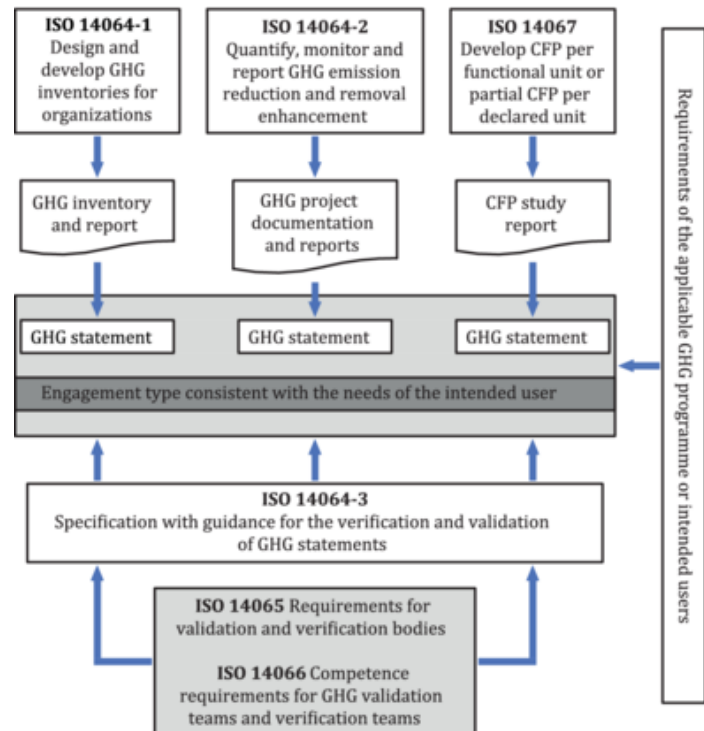 ISO 14064-1
Design and
develop GHG
inventories for
organizations
ISO 14064-2
Quantify, monitor and
report GHG emission
reduction and removal
enhancement
ISO 14067
Develop CFP per
functional unit or
partial CFP per
declared unit
GHG inventory
and report
GHG project
documentation
and reports
CFP study
report
GHG statement
GHG statement
GHG statement
Engagement type consistent with the needs of the intended user
ISO 14064-3
Specification with guidance for the verification and validation
of GHG statements
ISO 14065 Requirements for
validation and verification bodies
ISO 14066 Competence
requirements for GHG validation
teams and verification teams
Requirements of the applicable GHG programme or intended users